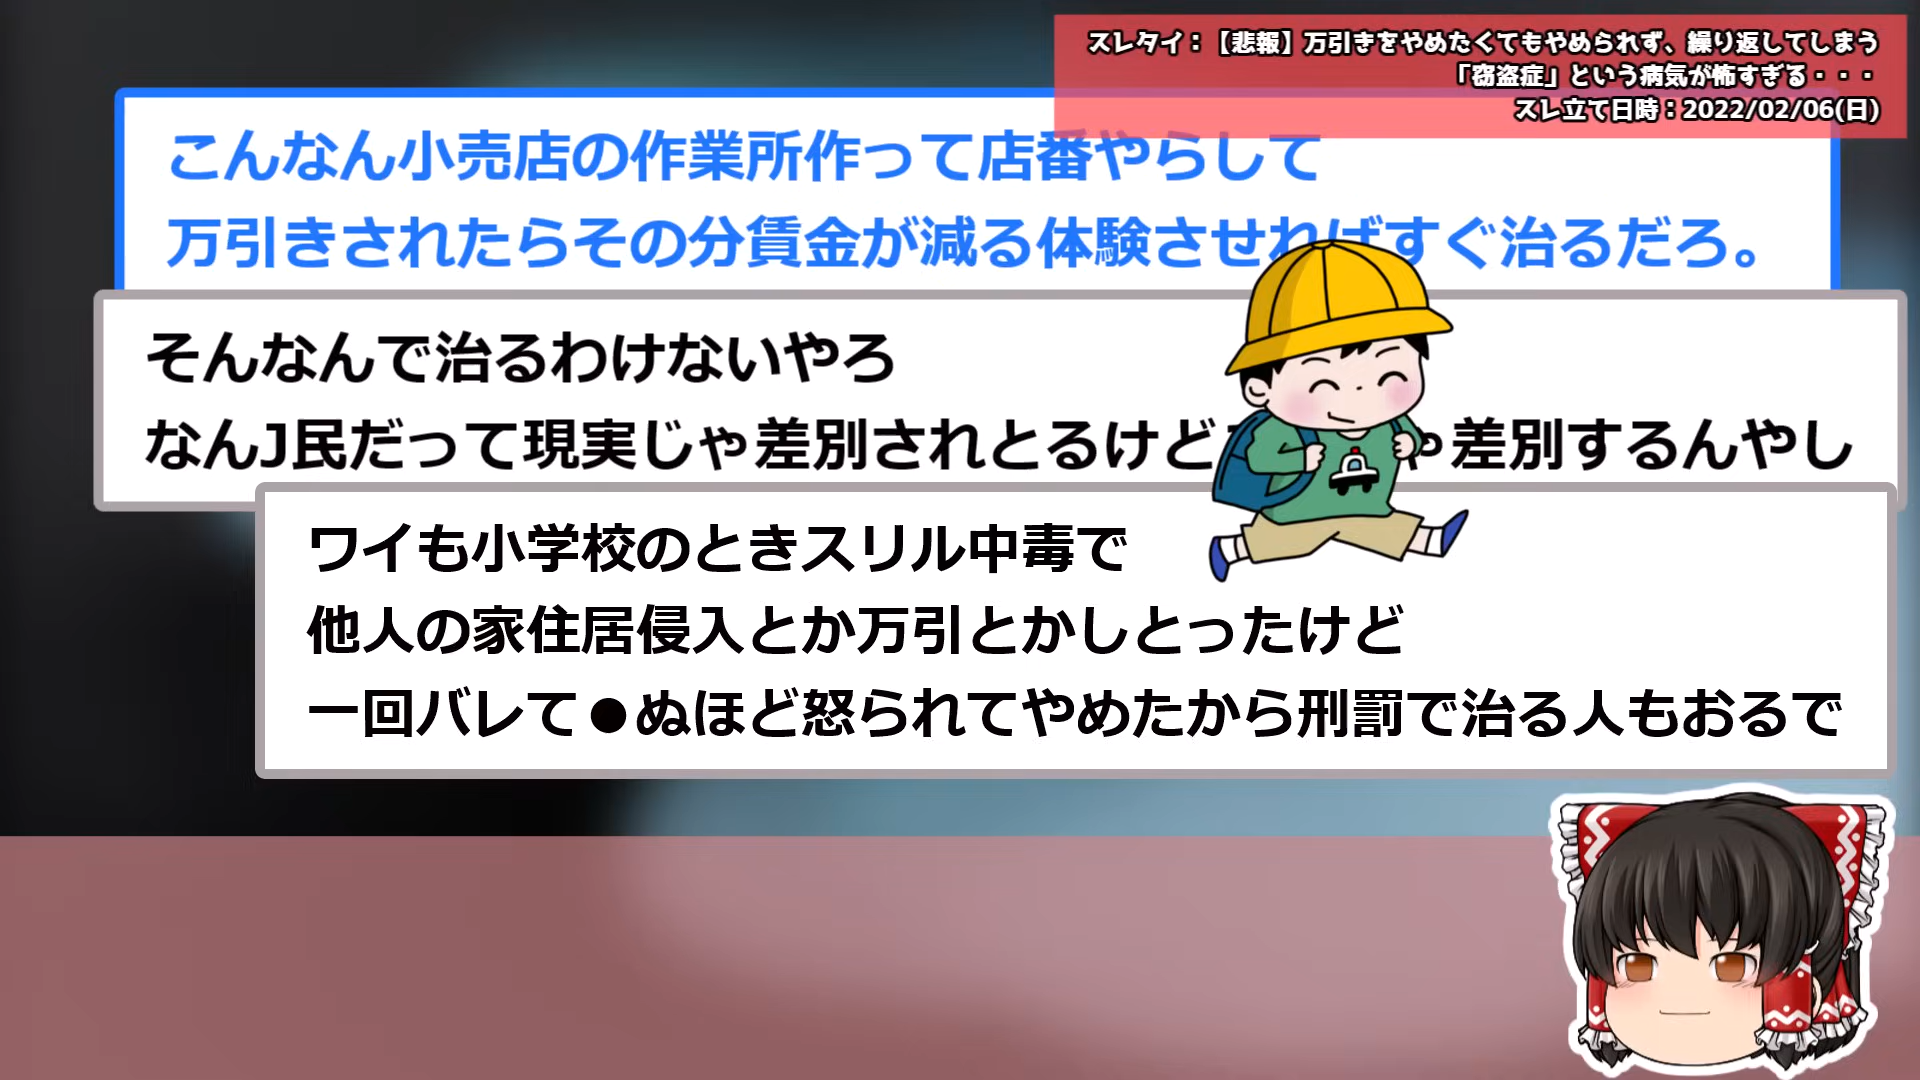 スレタイ：【悲報】万引きをやめたくてもやめられず、繰り返してしまう
「窃盗症」という病気が怖すぎる・・・
スレ立て日時：2022/02/06(日)
こんなん小売店の作業所作って店番やらして
万引きされたらその分賃金が減る体験させればすぐ治るだろ。
そんなんで治るわけないやろ
なんJ民だって現実じゃ差別されとるけど 差別するんやし
ワイも小学校のときスリル中毒で
他人の家住居侵入とか万引とかしとったけど
一回バレて●ぬほど怒られてやめたから刑罰で治る人もおるで